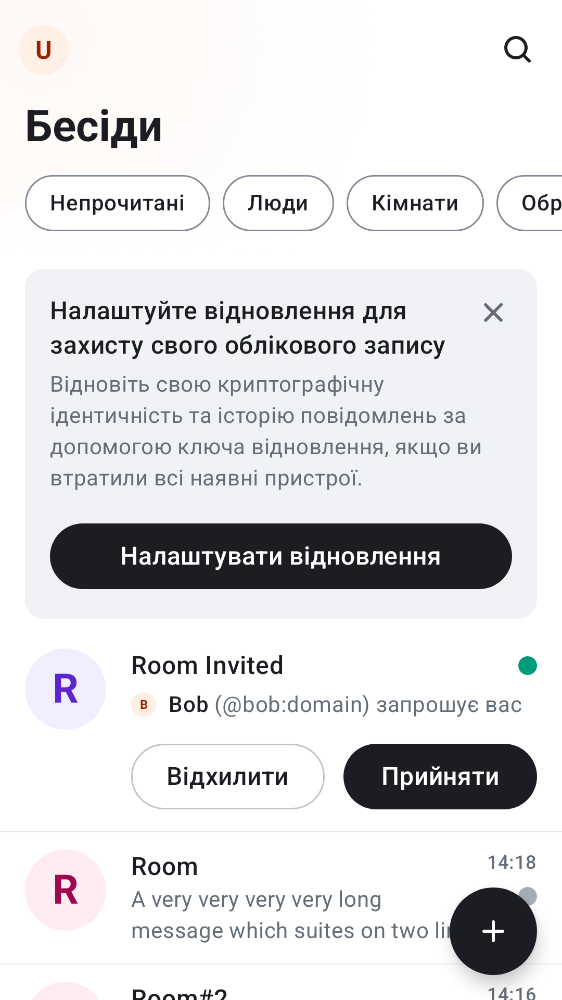 U
Бесіди
Непрочитані Люди Кімнати Обр
Налаштуйте відновлення для
захисту свого облікового запису
Відновіть свою криптографічну
ідентичність та історію повідомлень за
допомогою ключа відновлення, якщо ви
втратили всі наявні пристрої.
Налаштувати відновлення
R
Room Invited
B Bob (@bob:domain) запрошує вас
Відхилити Прийняти
R
Room 14:18
A very very very very long
message which suites on two li
Room#2 14:16